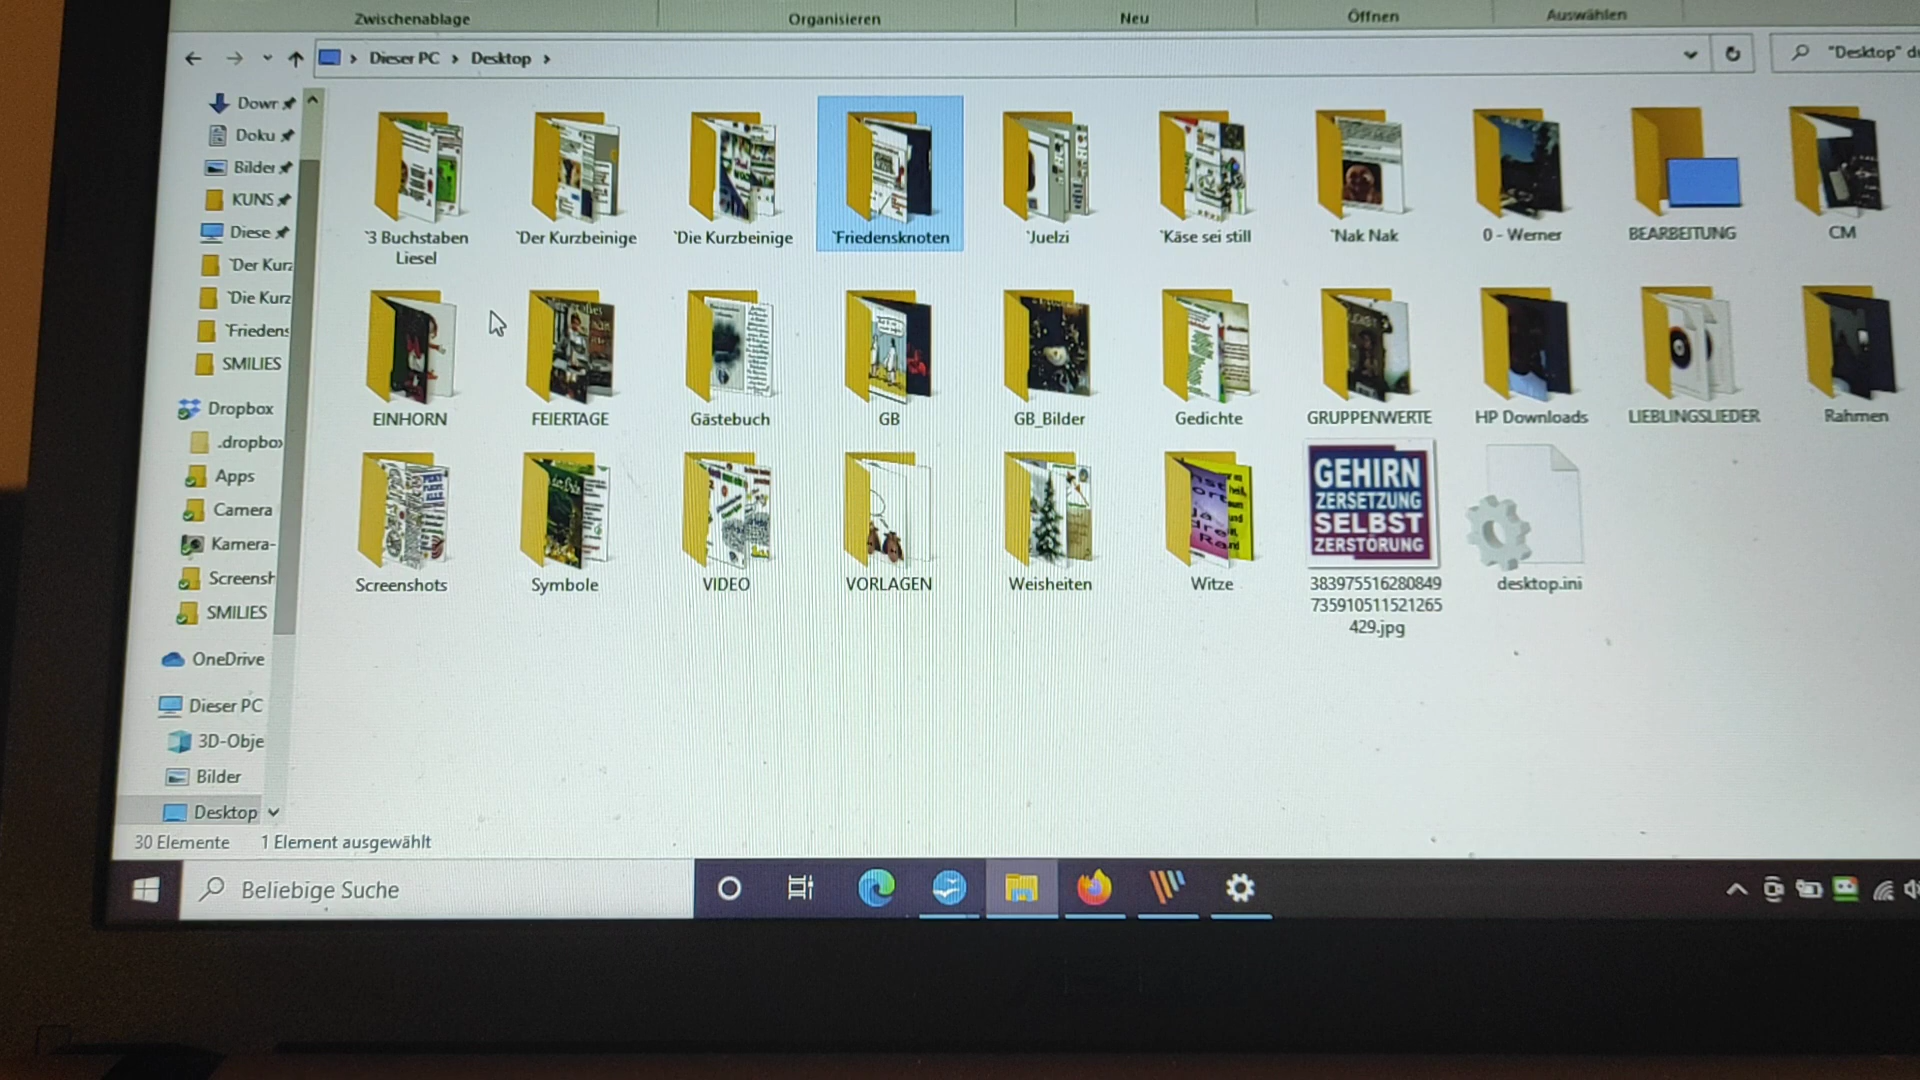 Zwischenablage
Organisieren
Neu
Öffnen
Auswählen
Dieser PC
Desktop
"Desktop" du
Dowr
Doku
Bilder
KUNS
Diese
`Der Kurz
`Die Kurz
`Friedens
SMILIES
Dropbox
.dropbox
Apps
Camera
Kamera-
Screensh
SMILIES
OneDrive
Dieser PC
3D-Obje
Bilder
Desktop
`3 Buchstaben
Liesel
`Der Kurzbeinige
`Die Kurzbeinige
`Friedensknoten
`Juelzi
`Käse sei still
`Nak Nak
0 - Werner
BEARBEITUNG
CM
EINHORN
FEIERTAGE
Gästebuch
GB
GB_Bilder
Gedichte
GRUPPENWERTE
HP Downloads
LIEBLINGSLIEDER
Rahmen
GEHIRN
ZERSETZUNG
SELBST
ZERSTÖRUNG
Screenshots
Symbole
VIDEO
VORLAGEN
Weisheiten
Witze
383975516280849
735910511521265
429.jpg
desktop.ini
30 Elemente
1 Element ausgewählt
Beliebige Suche